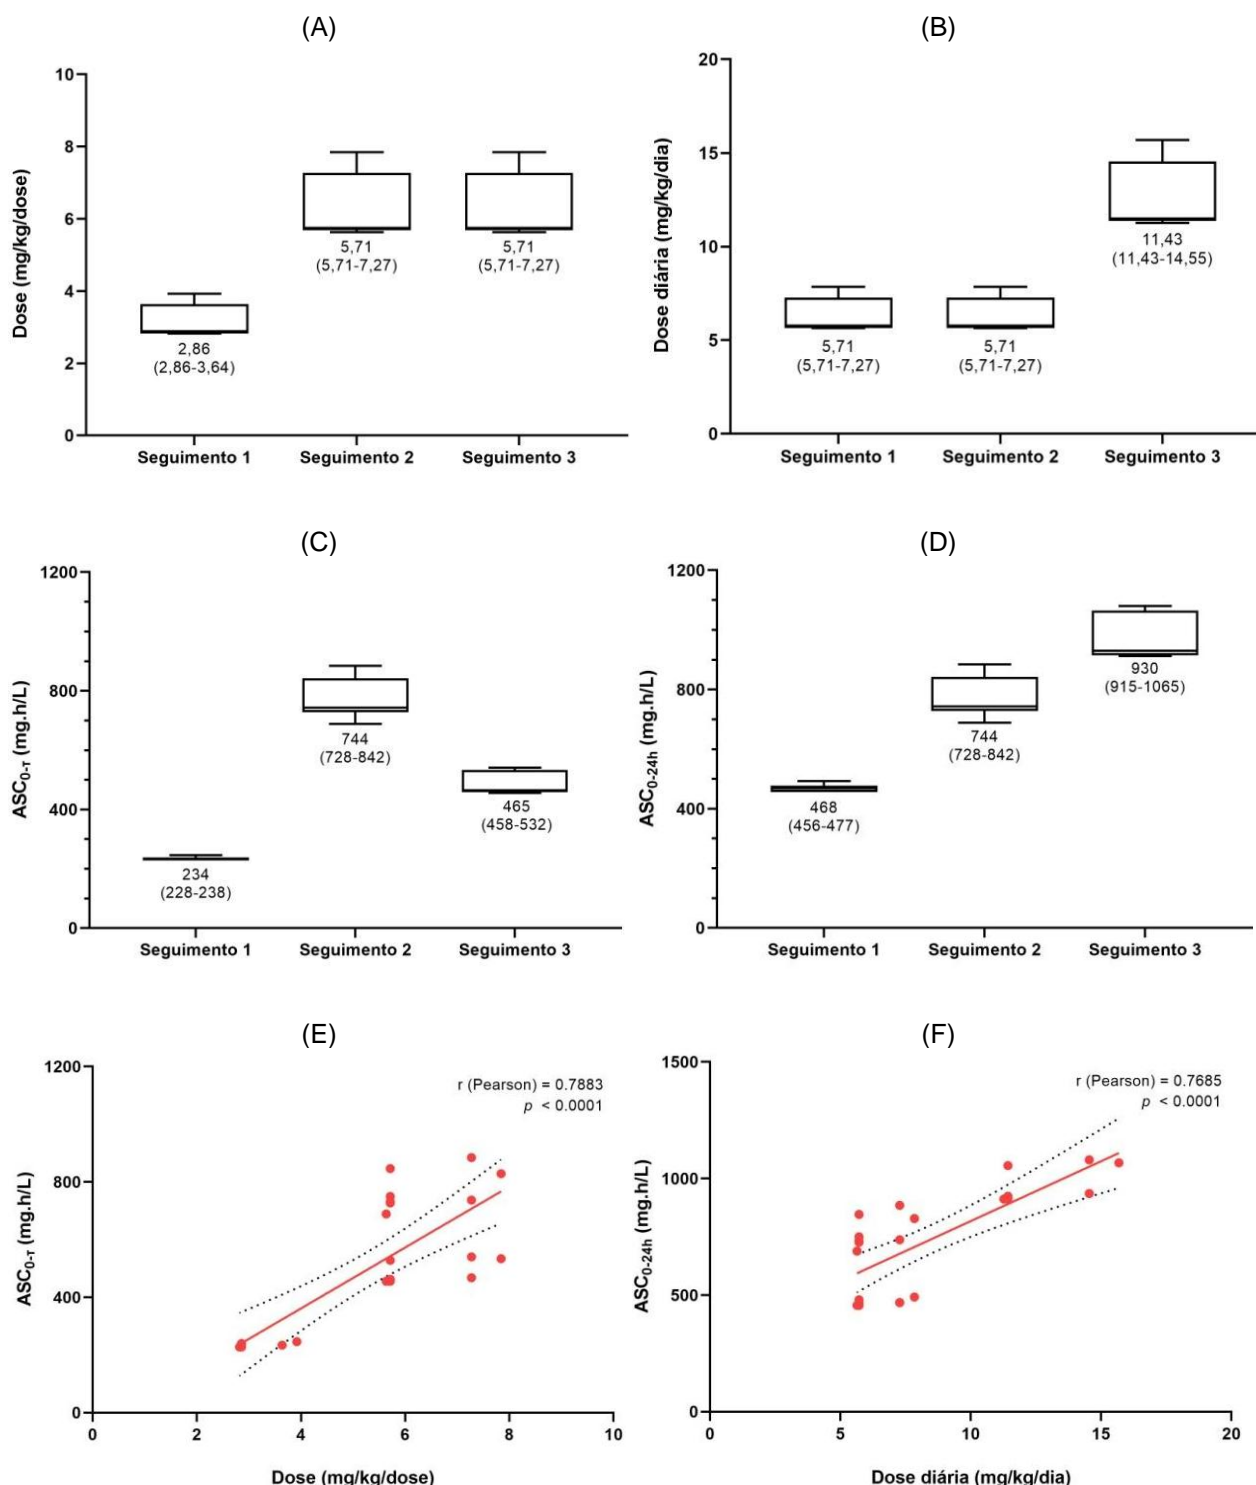 (A)
10
8
6
4
2
0
Dose (mg/kg/dose)
2,86
(2,86-3,64)
5,71
(5,71-7,27)
5,71
(5,71-7,27)
Seguimento 1
Seguimento 2
Seguimento 3
(B)
20
15
10
5
0
Dose diária (mg/kg/dia)
5,71
(5,71-7,27)
5,71
(5,71-7,27)
11,43
(11,43-14,55)
Seguimento 1
Seguimento 2
Seguimento 3
(C)
1200
800
400
0
ASC0-τ (mg.h/L)
234
(228-238)
744
(728-842)
465
(458-532)
Seguimento 1
Seguimento 2
Seguimento 3
(D)
1200
800
400
0
ASC0-24h (mg.h/L)
468
(456-477)
744
(728-842)
930
(915-1065)
Seguimento 1
Seguimento 2
Seguimento 3
(E)
1200
800
400
0
ASC0-τ (mg.h/L)
r (Pearson) = 0.7883
p < 0.0001
0 2 4 6 8 10
Dose (mg/kg/dose)
(F)
1500
1000
500
0
ASC0-24h (mg.h/L)
r (Pearson) = 0.7685
p < 0.0001
0 5 10 15 20
Dose diária (mg/kg/dia)